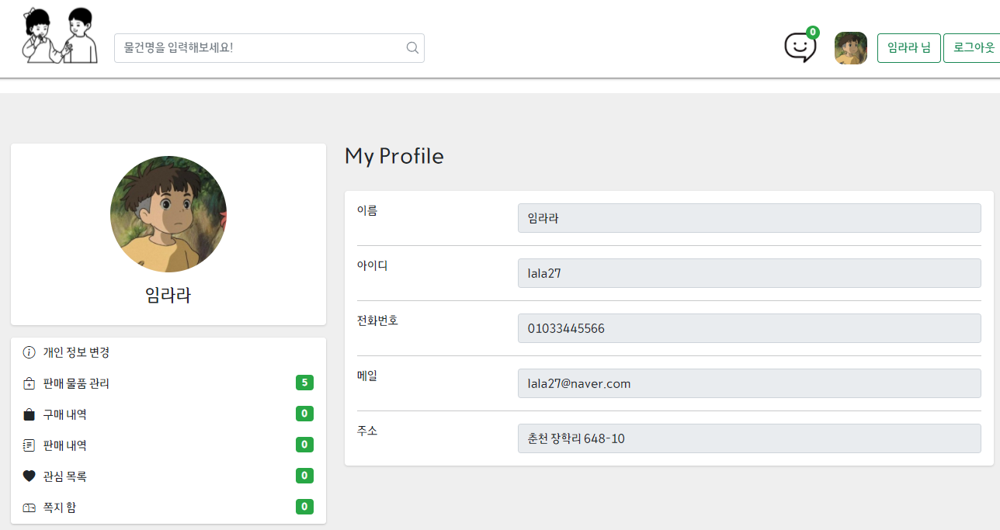 물건명을 입력해보세요!
0
임라라 님
로그아웃
임라라
개인 정보 변경
판매 물품 관리 5
구매 내역 0
판매 내역 0
관심 목록 0
쪽지 함 0
My Profile
이름 임라라
아이디 lala27
전화번호 01033445566
메일 lala27@naver.com
주소 춘천 장학리 648-10